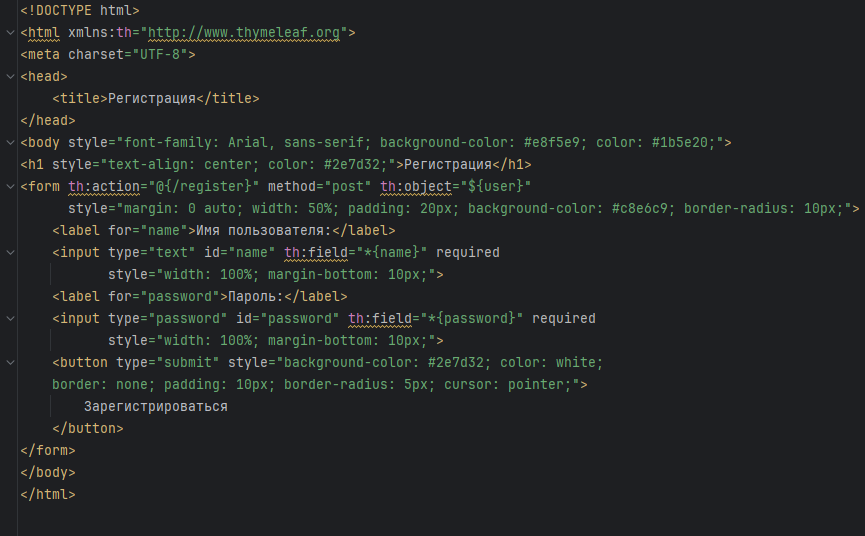 <!DOCTYPE html>
<html xmlns:th="http://www.thymeleaf.org">
<meta charset="UTF-8">
<head>
    <title>Регистрация</title>
</head>
<body style="font-family: Arial, sans-serif; background-color: #e8f5e9; color: #1b5e20;">
<h1 style="text-align: center; color: #2e7d32;">Регистрация</h1>
<form th:action="@{/register}" method="post" th:object="${user}"
      style="margin: 0 auto; width: 50%; padding: 20px; background-color: #c8e6c9; border-radius: 10px;">
    <label for="name">Имя пользователя:</label>
    <input type="text" id="name" th:field="*{name}" required
           style="width: 100%; margin-bottom: 10px;">
    <label for="password">Пароль:</label>
    <input type="password" id="password" th:field="*{password}" required
           style="width: 100%; margin-bottom: 10px;">
    <button type="submit" style="background-color: #2e7d32; color: white;
    border: none; padding: 10px; border-radius: 5px; cursor: pointer;">
        Зарегистрироваться
    </button>
</form>
</body>
</html>